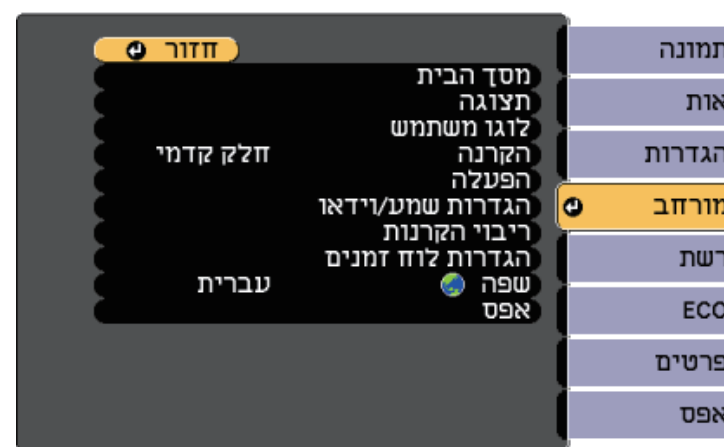 תמונה
אות
הגדרות
מורחב
רשת
ECO
פרטים
אפס
חזור
מסך הבית
תצוגה
לוגו משתמש
הקרנה חלק קדמי
הפעלה
הגדרות שמע/וידאו
ריבוי הקרנות
הגדרות לוח זמנים
שפה עברית
אפס